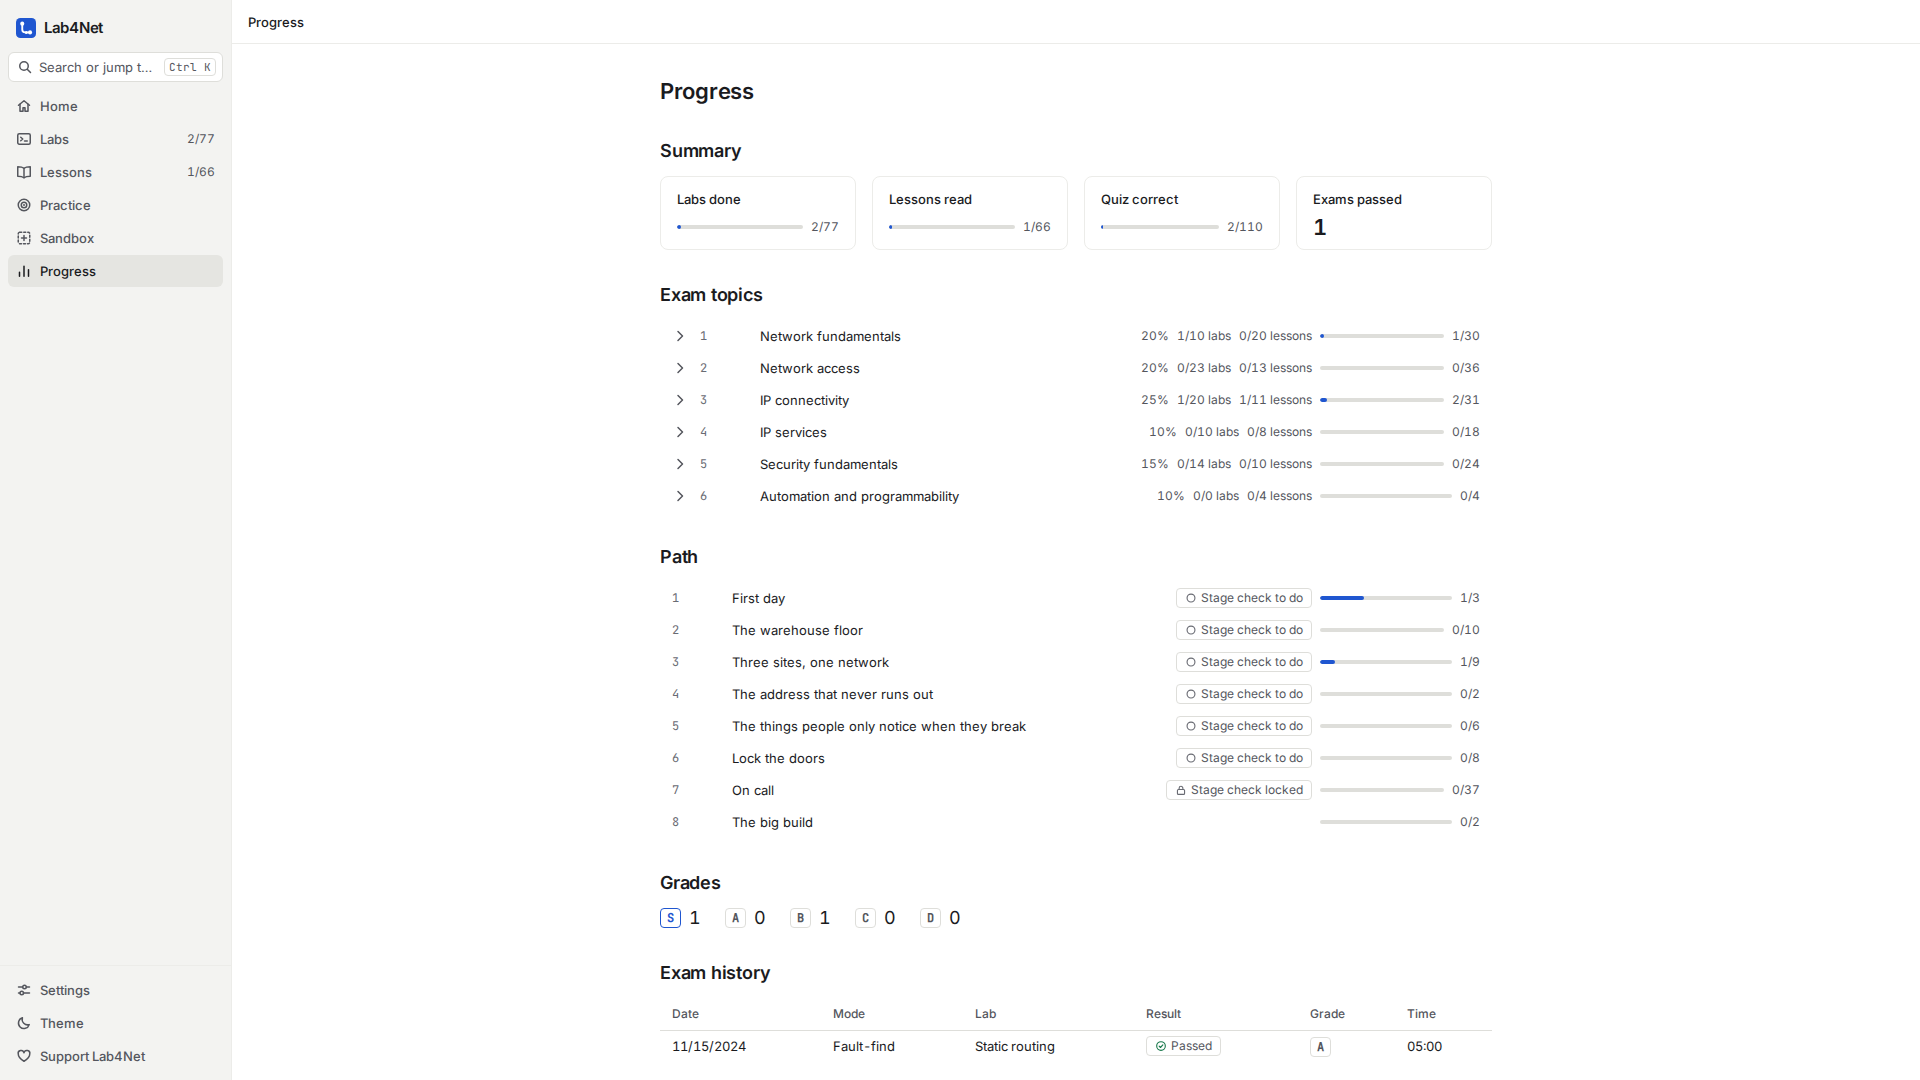 Lab4Net
Search or jump t... Ctrl K
Home
Labs 2/77
Lessons 1/66
Practice
Sandbox
Progress
Settings
Theme
Support Lab4Net
Progress
Progress
Summary
Labs done
2/77
Lessons read
1/66
Quiz correct
2/110
Exams passed
1
Exam topics
1 Network fundamentals 20% 1/10 labs 0/20 lessons 1/30
2 Network access 20% 0/23 labs 0/13 lessons 0/36
3 IP connectivity 25% 1/20 labs 1/11 lessons 2/31
4 IP services 10% 0/10 labs 0/8 lessons 0/18
5 Security fundamentals 15% 0/14 labs 0/10 lessons 0/24
6 Automation and programmability 10% 0/0 labs 0/4 lessons 0/4
Path
1 First day Stage check to do 1/3
2 The warehouse floor Stage check to do 0/10
3 Three sites, one network Stage check to do 1/9
4 The address that never runs out Stage check to do 0/2
5 The things people only notice when they break Stage check to do 0/6
6 Lock the doors Stage check to do 0/8
7 On call Stage check locked 0/37
8 The big build 0/2
Grades
S 1 A 0 B 1 C 0 D 0
Exam history
Date Mode Lab Result Grade Time
11/15/2024 Fault-find Static routing Passed A 05:00